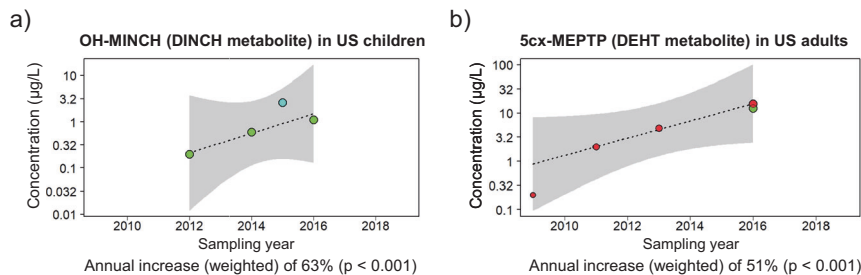 a)
OH-MINCH (DINCH metabolite) in US children
Concentration (µg/L)
10
3.2
1
0.32
0.1
0.032
0.01
2010 2012 2014 2016 2018
Sampling year
Annual increase (weighted) of 63% (p < 0.001)
b)
5cx-MEPTP (DEHT metabolite) in US adults
Concentration (µg/L)
100
32
10
3.2
1
0.32
0.1
2010 2012 2014 2016 2018
Sampling year
Annual increase (weighted) of 51% (p < 0.001)